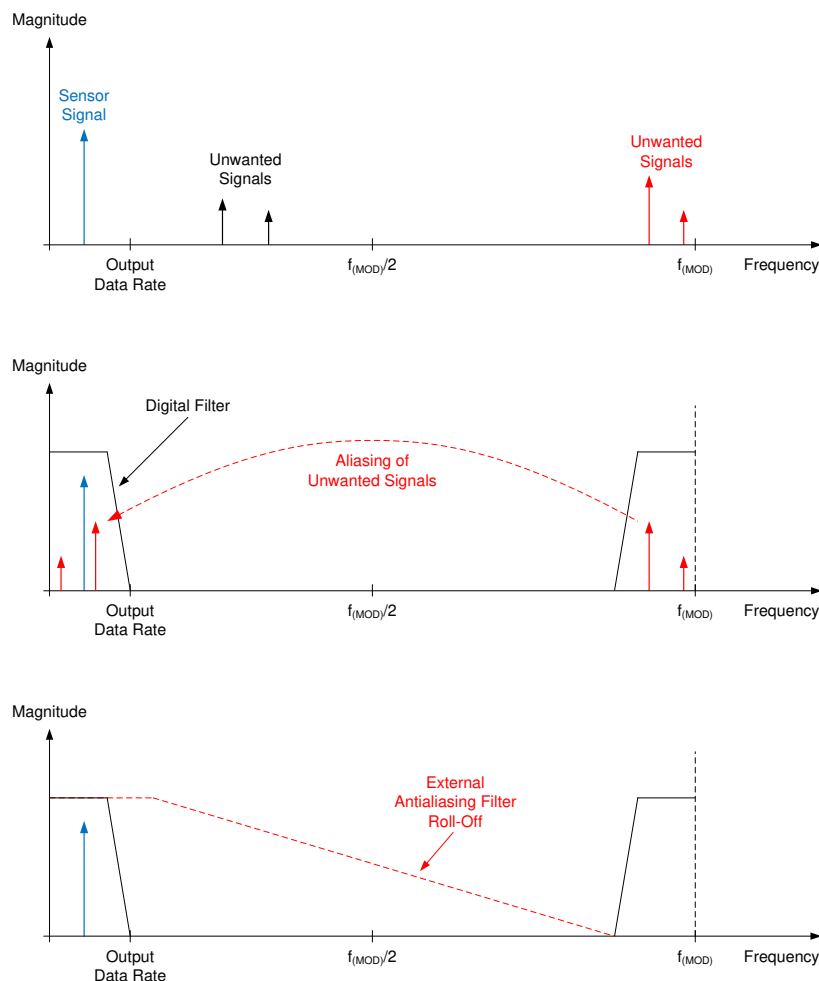 Magnitude
Sensor
Signal
Unwanted
Signals
Unwanted
Signals
Output
Data Rate
f(MOD)/2
f(MOD)
Frequency
Magnitude
Digital Filter
Aliasing of
Unwanted Signals
Output
Data Rate
f(MOD)/2
f(MOD)
Frequency
Magnitude
External
Antialiasing Filter
Roll-Off
Output
Data Rate
f(MOD)/2
f(MOD)
Frequency